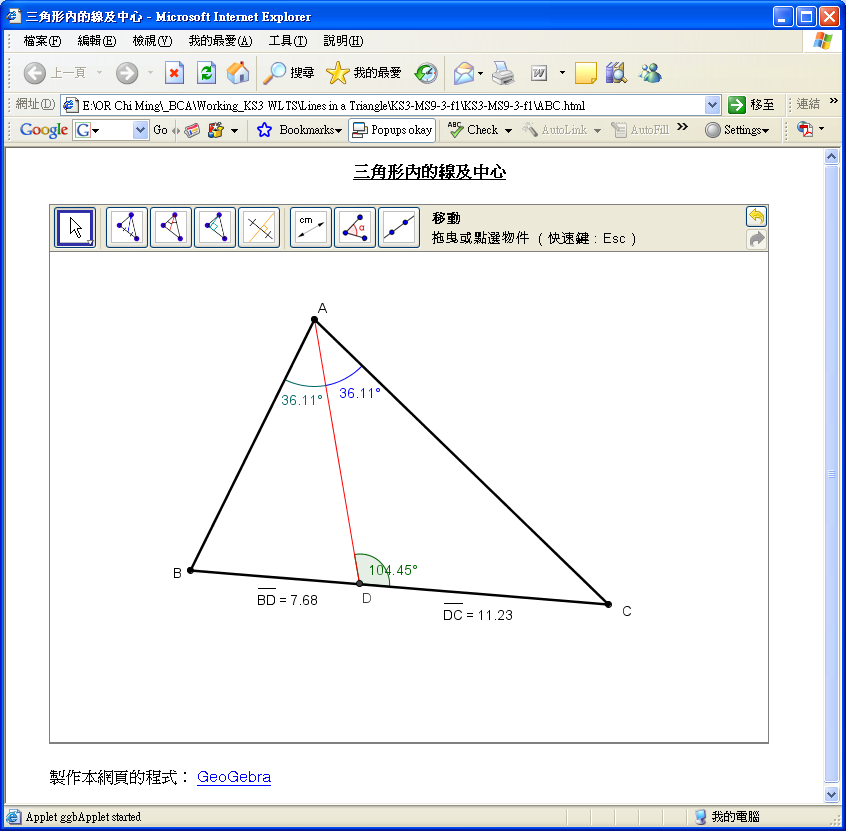 三角形內的線及中心 - Microsoft Internet Explorer
檔案(F) 編輯(E) 檢視(V) 我的最愛(A) 工具(T) 說明(H)
上一頁 搜尋 我的最愛
網址(D) E:\OR Chi Ming\_BCA\Working_KS3 WLTS\Lines in a Triangle\KS3-MS9-3-f1\KS3-MS9-3-f1\ABC.html 移至 連結 »
Google G Go Bookmarks Popups okay ABC Check AutoLink AutoFill » Settings
三角形內的線及中心
cm α 移動
拖曳或點選物件 （快速鍵：Esc ）
A
36.11° 36.11°
104.45°
B
D
BD = 7.68
DC = 11.23
C
製作本網頁的程式： GeoGebra
Applet ggbApplet started 我的電腦